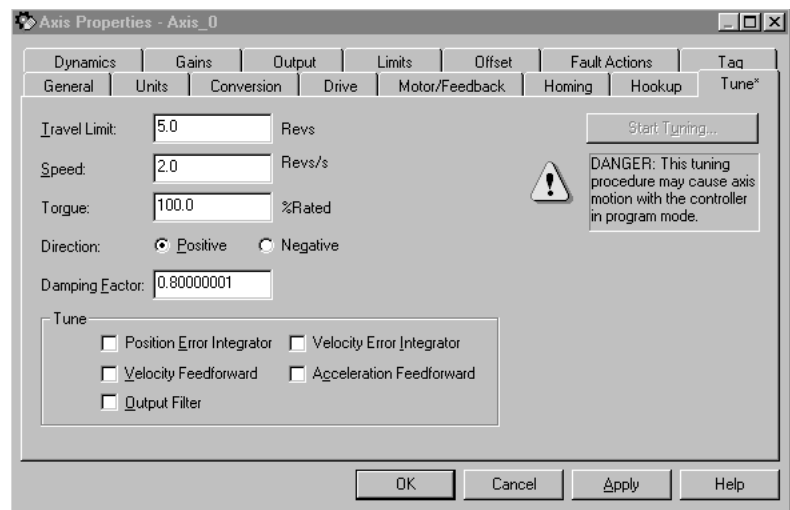 Axis Properties - Axis_0
Dynamics Gains Output Limits Offset Fault Actions Tag
General Units Conversion Drive Motor/Feedback Homing Hookup Tune*
Travel Limit: 5.0 Revs
Start Tuning...
Speed: 2.0 Revs/s
DANGER: This tuning
procedure may cause axis
motion with the controller
in program mode.
Torgue: 100.0 %Rated
Direction: Positive Negative
Damping Factor: 0.80000001
Tune
Position Error Integrator Velocity Error Integrator
Velocity Feedforward Acceleration Feedforward
Output Filter
OK Cancel Apply Help